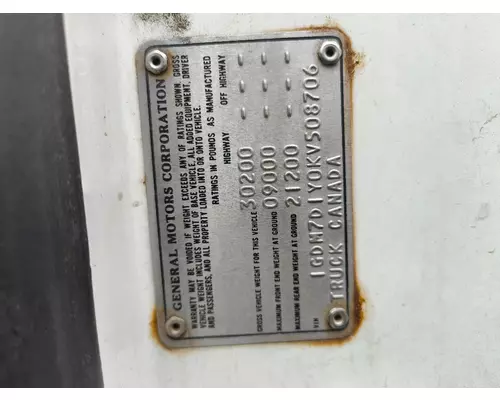 GENERAL MOTORS CORPORATION
WARRANTY MAY BE VOIDED IF WEIGHT EXCEEDS ANY OF RATINGS SHOWN. GROSS
VEHICLE WEIGHT INCLUDES WEIGHT OF BASE VEHICLE, ALL ADDED EQUIPMENT, DRIVER
AND PASSENGERS, AND ALL PROPERTY LOADED INTO OR ONTO VEHICLE.
RATINGS IN POUNDS AS MANUFACTURED
HIGHWAY OFF HIGHWAY
GROSS VEHICLE WEIGHT FOR THIS VEHICLE 30200 - - -
MAXIMUM FRONT END WEIGHT AT GROUND 09000 - - -
MAXIMUM REAR END WEIGHT AT GROUND 21200 - - -
VIN 1GDM7D1Y0KV508706
TRUCK CANADA